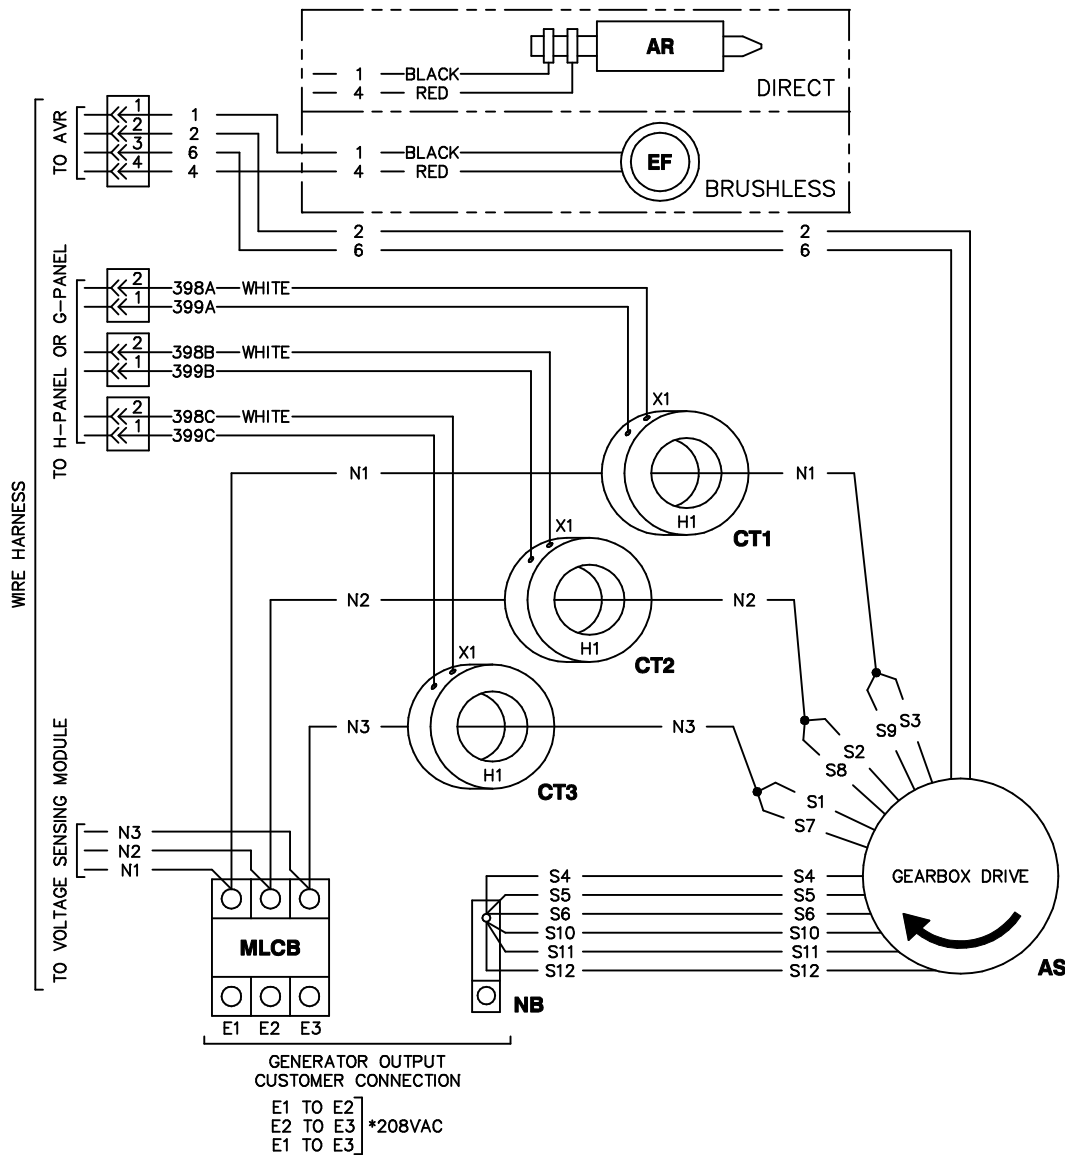 AR
1 BLACK
4 RED
DIRECT
TO AVR
1 1
2 2
3 6
4 4
1 BLACK
4 RED
EF
BRUSHLESS
2 2
6 6
TO H-PANEL OR G-PANEL
2 398A WHITE
1 399A
2 398B WHITE
1 399B
2 398C WHITE
1 399C
X1
N1 N1
H1
CT1
WIRE HARNESS
X1
N2 N2
H1
CT2
X1
N3 N3
H1
CT3
S9 S3
S2
S8
S1
S7
TO VOLTAGE SENSING MODULE
N3
N2
N1
MLCB
E1 E2 E3
S4 S4
S5 S5
S6 S6
S10 S10
S11 S11
S12 S12
NB
GEARBOX DRIVE
AS
GENERATOR OUTPUT
CUSTOMER CONNECTION
E1 TO E2
E2 TO E3 *208VAC
E1 TO E3